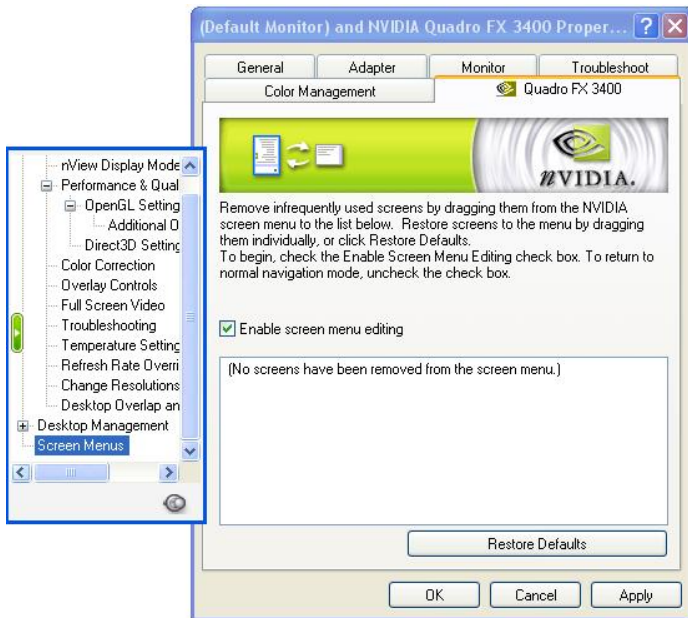 (Default Monitor) and NVIDIA Quadro FX 3400 Proper...
General
Adapter
Monitor
Troubleshoot
Color Management
Quadro FX 3400
nVIDIA.
nView Display Mode
Performance & Qual
OpenGL Setting
Additional O
Direct3D Setting
Color Correction
Overlay Controls
Full Screen Video
Troubleshooting
Temperature Setting
Refresh Rate Overri
Change Resolutions
Desktop Overlap an
Desktop Management
Screen Menus
Remove infrequently used screens by dragging them from the NVIDIA
screen menu to the list below. Restore screens to the menu by dragging
them individually, or click Restore Defaults.
To begin, check the Enable Screen Menu Editing check box. To return to
normal navigation mode, uncheck the check box.
Enable screen menu editing
(No screens have been removed from the screen menu.)
Restore Defaults
OK
Cancel
Apply